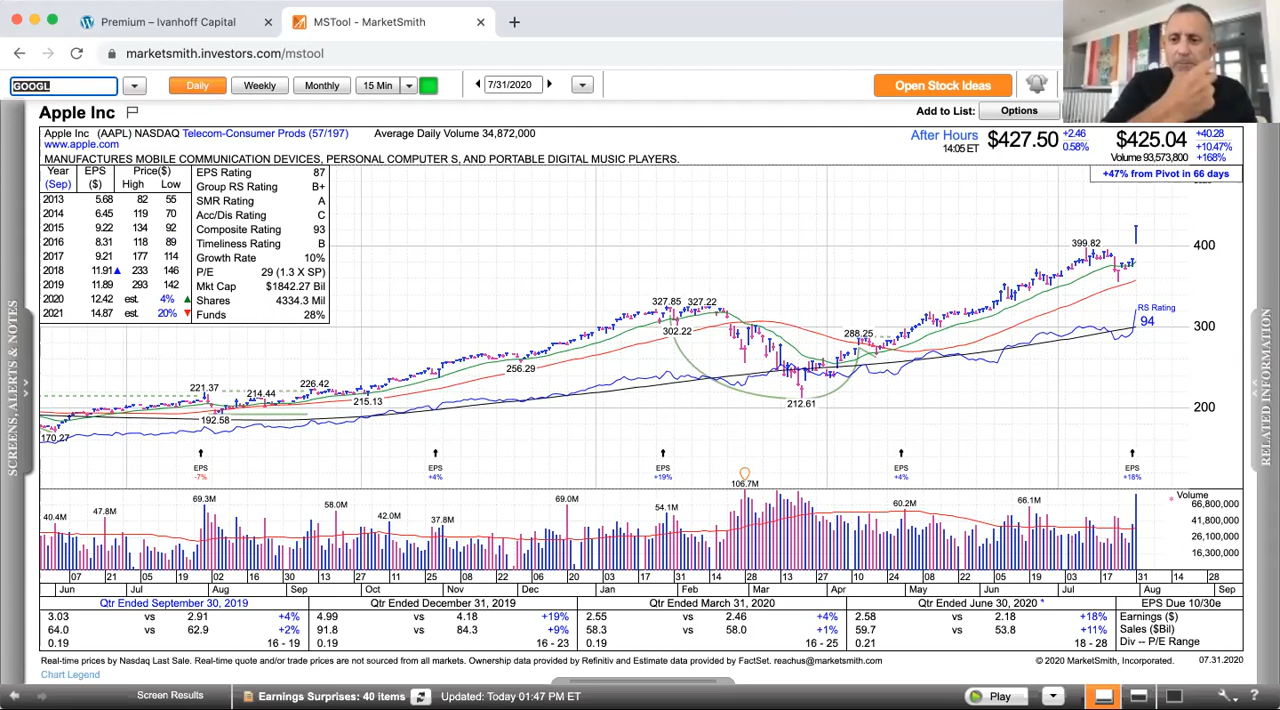 Premium – Ivanhoff Capital
MSTool - MarketSmith
marketsmith.investors.com/mstool
GOOGL
Daily
Weekly
Monthly
15 Min
7/31/2020
Open Stock Ideas
Apple Inc
Add to List:
Options
Apple Inc (AAPL) NASDAQ Telecom-Consumer Prods (57/197) Average Daily Volume 34,872,000
www.apple.com
MANUFACTURES MOBILE COMMUNICATION DEVICES, PERSONAL COMPUTER S, AND PORTABLE DIGITAL MUSIC PLAYERS.
After Hours
14:05 ET
$427.50
+2.46
0.58%
$425.04
+40.28
+10.47%
Volume 93,573,800
+168%
+47% from Pivot in 66 days
Year EPS Price($)
(Sep) ($) High Low
2013 5.68 82 55
2014 6.45 119 70
2015 9.22 134 92
2016 8.31 118 89
2017 9.21 177 114
2018 11.91 233 146
2019 11.89 293 142
2020 12.42 est. 4%
2021 14.87 est. 20%
EPS Rating 87
Group RS Rating B+
SMR Rating A
Acc/Dis Rating C
Composite Rating 93
Timeliness Rating B
Growth Rate 10%
P/E 29 (1.3 X SP)
Mkt Cap $1842.27 Bil
Shares 4334.3 Mil
Funds 28%
400
300
200
399.82
327.85 327.22
302.22
288.25
256.29
226.42
221.37
214.44
215.13
192.58
212.61
170.27
RS Rating
94
EPS
-7%
EPS
+4%
EPS
+19%
EPS
+4%
EPS
+18%
106.7M
69.3M
69.0M
66.1M
60.2M
58.0M
54.1M
47.8M
42.0M
40.4M
37.8M
Volume
66,800,000
41,800,000
26,100,000
16,300,000
07 21 05 19 02 16 30 13 27 11 25 08 22 06 20 03 17 31 14 28 13 27 10 24 08 22 05 19 03 17 31 14 28
Jun Jul Aug Sep Oct Nov Dec Jan Feb Mar Apr May Jun Jul Aug Sep
Qtr Ended September 30, 2019 Qtr Ended December 31, 2019 Qtr Ended March 31, 2020 Qtr Ended June 30, 2020 * EPS Due 10/30e
3.03 vs 2.91 +4% 4.99 vs 4.18 +19% 2.55 vs 2.46 +4% 2.58 vs 2.18 +18% Earnings ($)
64.0 vs 62.9 +2% 91.8 vs 84.3 +9% 58.3 vs 58.0 +1% 59.7 vs 53.8 +11% Sales ($Bil)
0.19 16 - 19 0.19 16 - 23 0.19 16 - 25 0.21 18 - 28 Div -- P/E Range
Real-time prices by Nasdaq Last Sale. Real-time quote and/or trade prices are not sourced from all markets. Ownership data provided by Refinitiv and Estimate data provided by FactSet. reachus@marketsmith.com
© 2020 MarketSmith, Incorporated.
07.31.2020
Chart Legend
SCREENS, ALERTS & NOTES
RELATED INFORMATION
Screen Results
Earnings Surprises: 40 items
Updated: Today 01:47 PM ET
Play